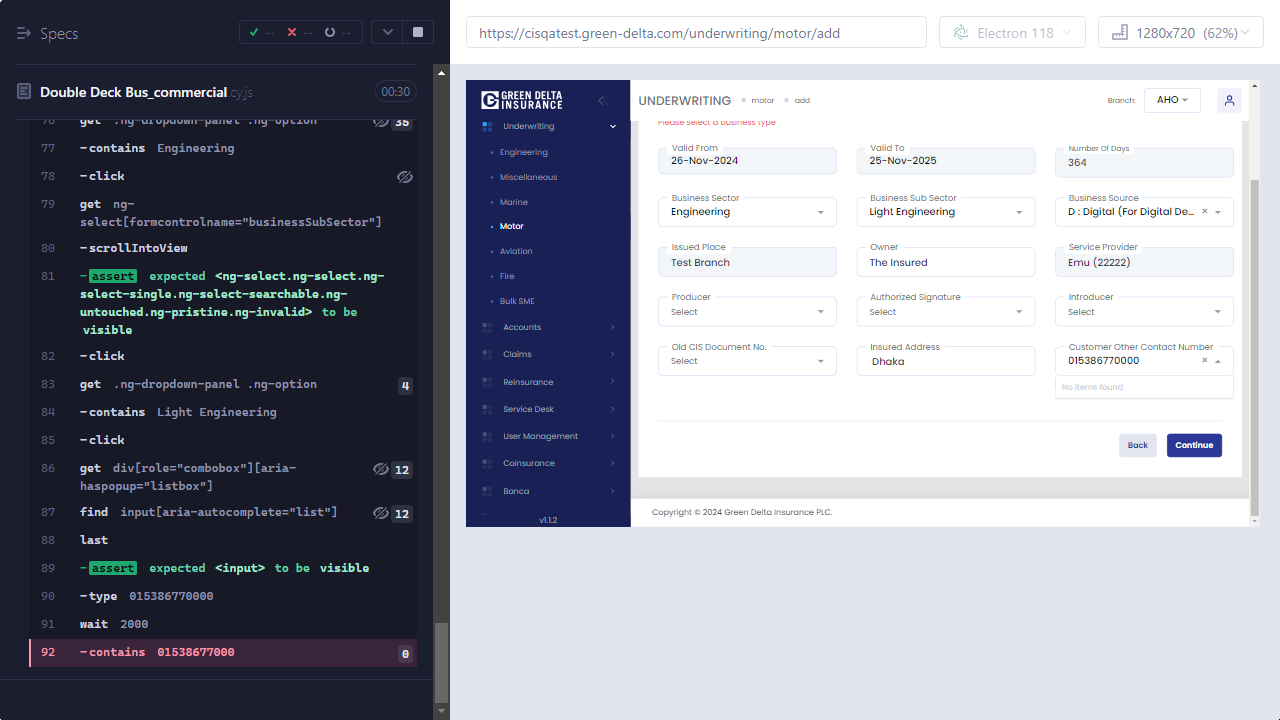 Specs
-- -- --
https://cisqatest.green-delta.com/underwriting/motor/add
Electron 118
1280x720 (62%)
Double Deck Bus_commercial.cy.js
00:30
76 get .ng-dropdown-panel .ng-option 35
77 -contains Engineering
78 -click
79 get ng-
select[formcontrolname="businessSubSector"]
80 -scrollIntoView
81 -assert expected <ng-select.ng-select.ng-
select-single.ng-select-searchable.ng-
untouched.ng-pristine.ng-invalid> to be
visible
82 -click
83 get .ng-dropdown-panel .ng-option 4
84 -contains Light Engineering
85 -click
86 get div[role="combobox"][aria-
haspopup="listbox"] 12
87 find input[aria-autocomplete="list"] 12
88 last
89 -assert expected <input> to be visible
90 -type 015386770000
91 wait 2000
92 -contains 01538677000 0
GREEN DELTA
INSURANCE
Underwriting
Engineering
Miscellaneous
Marine
Motor
Aviation
Fire
Bulk SME
Accounts
Claims
Reinsurance
Service Desk
User Management
Coinsurance
Banca
v1.1.2
UNDERWRITING motor add
Branch: AHO
Please select a business type
Valid From Valid To Number Of Days
26-Nov-2024 25-Nov-2025 364
Business Sector Business Sub Sector Business Source
Engineering Light Engineering D : Digital (For Digital De... ×
Issued Place Owner Service Provider
Test Branch The Insured Emu (22222)
Producer Authorized Signature Introducer
Select Select Select
Old CIS Document No. Insured Address Customer Other Contact Number
Select Dhaka 015386770000 ×
No items found
Back Continue
Copyright © 2024 Green Delta Insurance PLC.